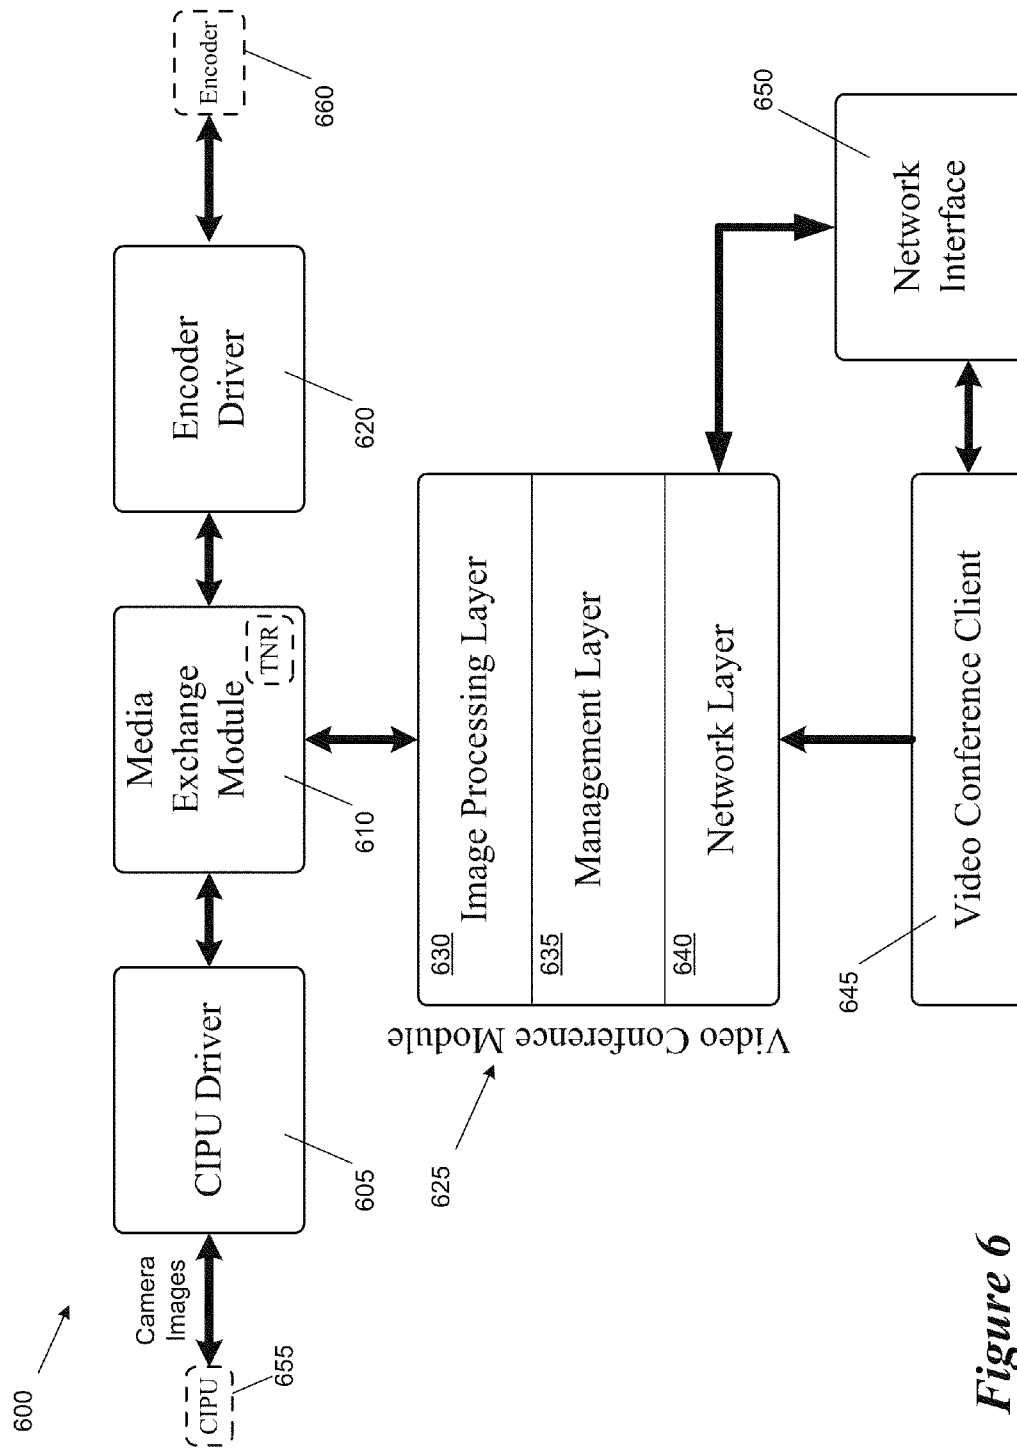 600
CIPU
655
Camera
Images
CIPU Driver
605
Media
Exchange
Module
TNR
610
Encoder
Driver
620
Encoder
660
Video Conference Module
625
630
Image Processing Layer
635
Management Layer
640
Network Layer
645
Video Conference Client
650
Network
Interface
Figure 6